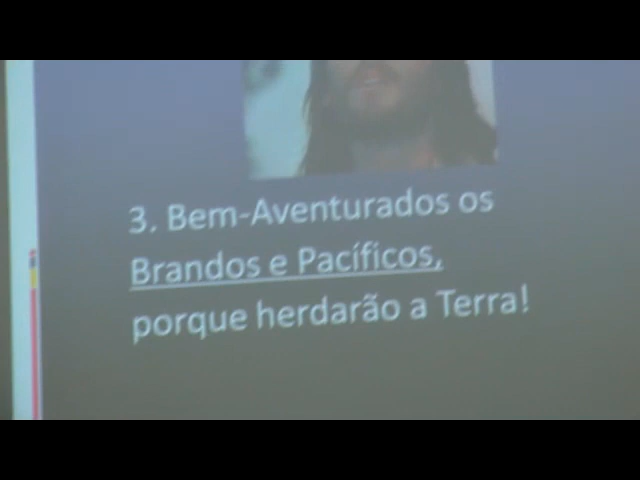 3. Bem-Aventurados os
Brandos e Pacíficos,
porque herdarão a Terra!